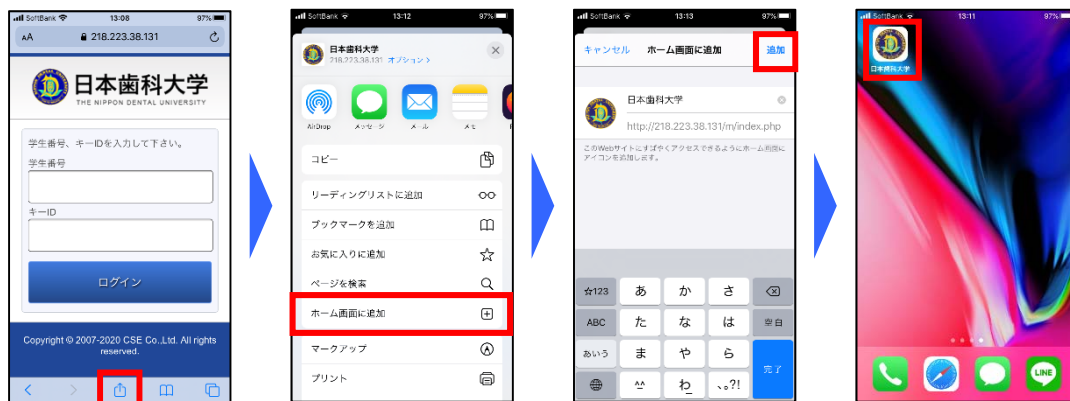 SoftBank 13:08 97%
AA 218.223.38.131
日本歯科大学
THE NIPPON DENTAL UNIVERSITY
学生番号、キーIDを入力して下さい。
学生番号
キーID
ログイン
Copyright © 2007-2020 CSE Co.,Ltd. All rights
reserved.
SoftBank 13:12 97%
日本歯科大学
218.223.38.131 オプション >
AirDrop メッセージ メール メモ
コピー
リーディングリストに追加
ブックマークを追加
お気に入りに追加
ページを検索
ホーム画面に追加
マークアップ
プリント
SoftBank 13:13 97%
キャンセル ホーム画面に追加 追加
日本歯科大学
http://218.223.38.131/m/index.php
このWebサイトにすばやくアクセスできるようにホーム画面に
アイコンを追加します。
☆123 あ か さ
ABC た な は 空白
あいう ま や ら
^^ わ 、。?! 完了
SoftBank 13:11 97%
日本歯科大学
LINE